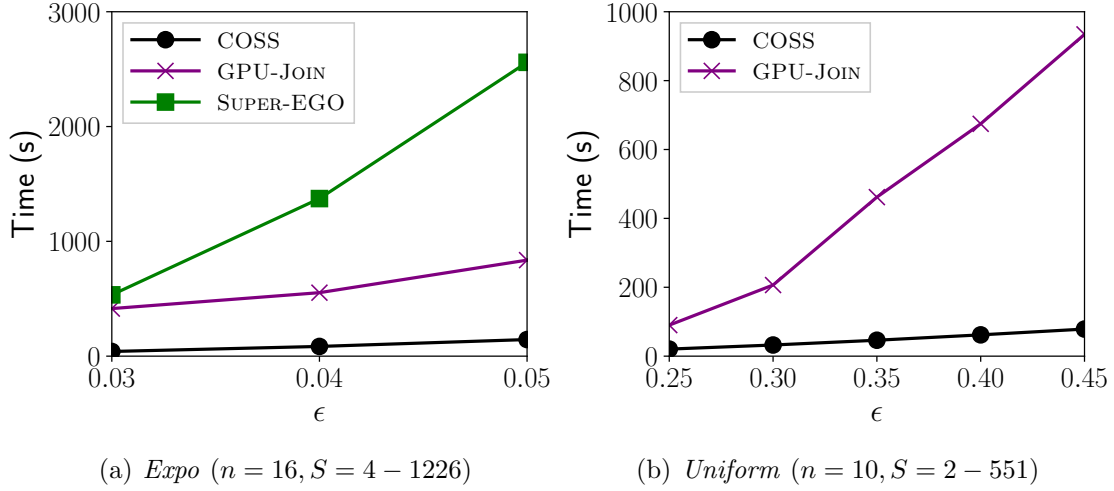 3000
2000
1000
0
Time (s)
COSS
GPU-Join
Super-EGO
0.03
0.04
0.05
ϵ
(a) Expo (n = 16, S = 4 − 1226)
1000
800
600
400
200
0
Time (s)
COSS
GPU-Join
0.25
0.30
0.35
0.40
0.45
ϵ
(b) Uniform (n = 10, S = 2 − 551)